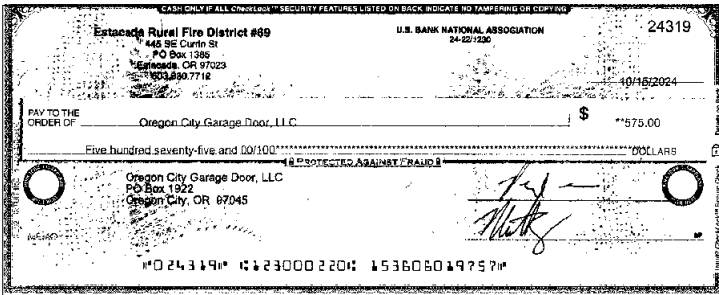 CASH ONLY IF ALL CheckLock™ SECURITY FEATURES LISTED ON BACK INDICATE NO TAMPERING OR COPYING
Estacada Rural Fire District #69
445 SE Currin St
PO Box 1385
Estacada, OR 97023
503.630.7712
U.S. BANK NATIONAL ASSOCIATION
24-22/1230
24319
10/15/2024
PAY TO THE
ORDER OF
Oregon City Garage Door, LLC
$
**575.00
Five hundred seventy-five and 00/100
DOLLARS
PROTECTED AGAINST FRAUD
Oregon City Garage Door, LLC
PO Box 1922
Oregon City, OR 97045
MEMO
⑈024319⑈ ⑆123000220⑆ 153606019757⑈